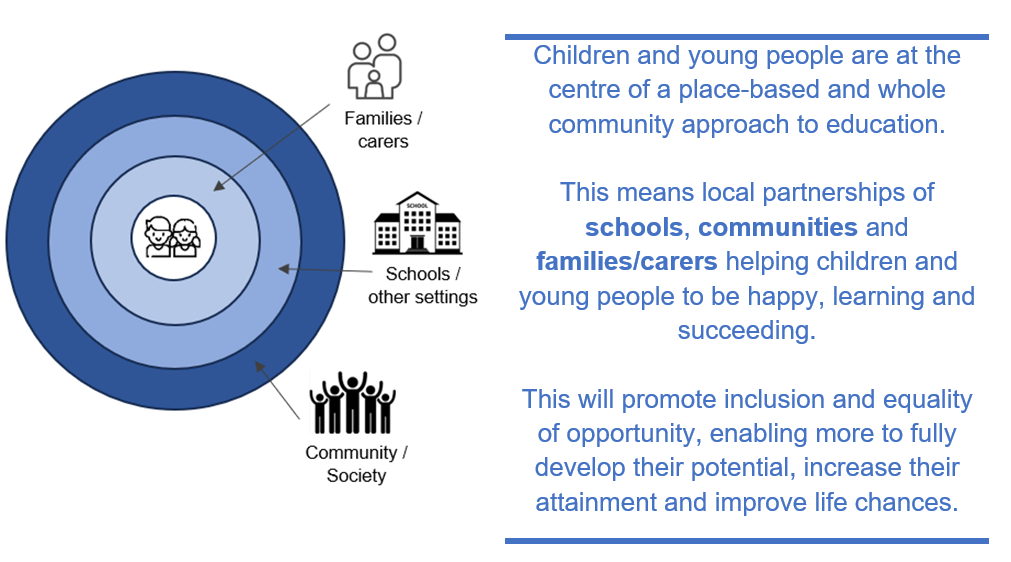 Families /
carers
SCHOOL
Schools /
other settings
Community /
Society
Children and young people are at the
centre of a place-based and whole
community approach to education.
This means local partnerships of
schools, communities and
families/carers helping children and
young people to be happy, learning and
succeeding.
This will promote inclusion and equality
of opportunity, enabling more to fully
develop their potential, increase their
attainment and improve life chances.